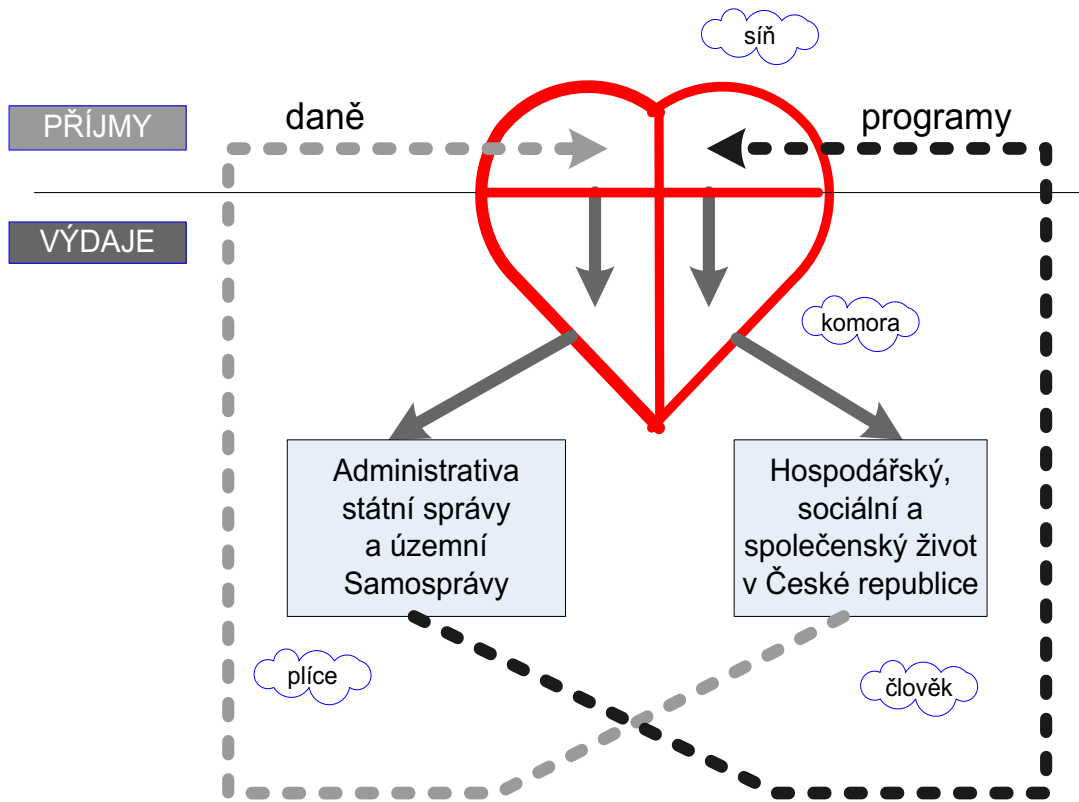 síň
PŘÍJMY
daně
programy
VÝDAJE
komora
Administrativa
státní správy
a územní
Samosprávy
Hospodářský,
sociální a
společenský život
v České republice
plíce
člověk